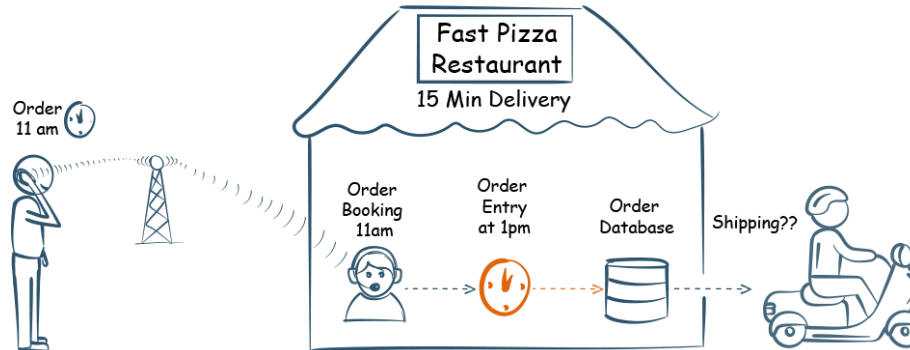 Fast Pizza
Restaurant
15 Min Delivery
Order
11 am
Order
Booking
11am
Order
Entry
at 1pm
Order
Database
Shipping??